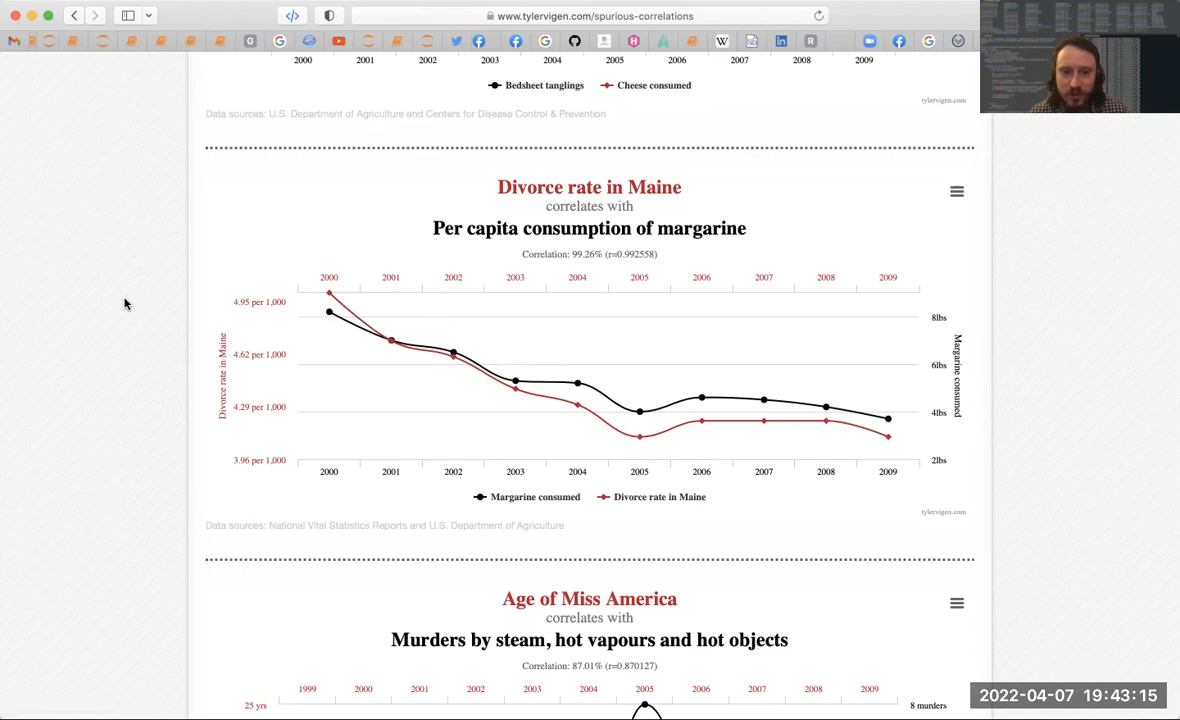 www.tylervigen.com/spurious-correlations
2000 2001 2002 2003 2004 2005 2006 2007 2008 2009
Bedsheet tanglings Cheese consumed
tylervigen.com
Data sources: U.S. Department of Agriculture and Centers for Disease Control & Prevention
Divorce rate in Maine
correlates with
Per capita consumption of margarine
Correlation: 99.26% (r=0.992558)
2000 2001 2002 2003 2004 2005 2006 2007 2008 2009
4.95 per 1,000
4.62 per 1,000
4.29 per 1,000
3.96 per 1,000
Divorce rate in Maine
8lbs
6lbs
4lbs
2lbs
Margarine consumed
2000 2001 2002 2003 2004 2005 2006 2007 2008 2009
Margarine consumed Divorce rate in Maine
tylervigen.com
Data sources: National Vital Statistics Reports and U.S. Department of Agriculture
Age of Miss America
correlates with
Murders by steam, hot vapours and hot objects
Correlation: 87.01% (r=0.870127)
1999 2000 2001 2002 2003 2004 2005 2006 2007 2008 2009
25 yrs 8 murders
2022-04-07 19:43:15